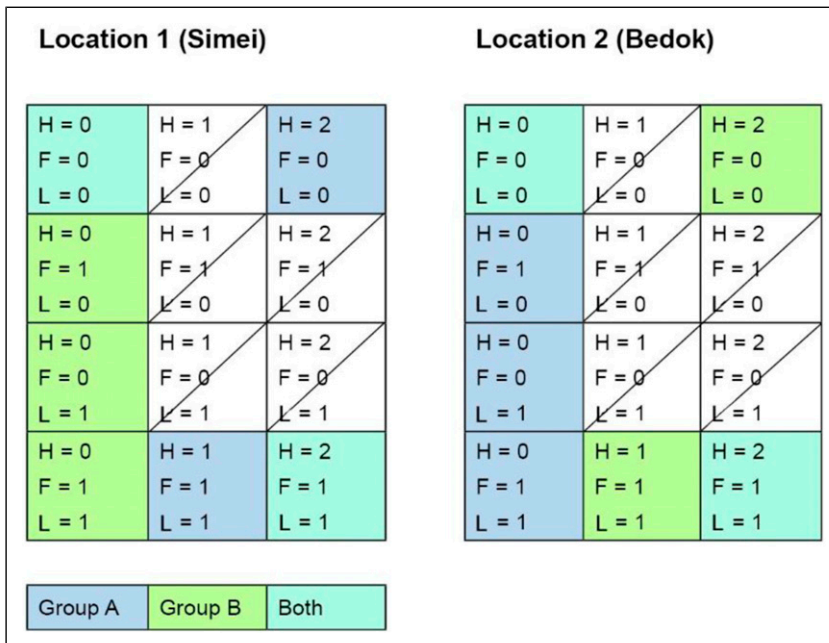 Location 1 (Simei)
Location 2 (Bedok)
H = 0 H = 1 H = 2
F = 0 F = 0 F = 0
L = 0 L = 0 L = 0
H = 0 H = 1 H = 2
F = 1 F = 1 F = 1
L = 0 L = 0 L = 0
H = 0 H = 1 H = 2
F = 0 F = 0 F = 0
L = 1 L = 1 L = 1
H = 0 H = 1 H = 2
F = 1 F = 1 F = 1
L = 1 L = 1 L = 1
H = 0 H = 1 H = 2
F = 0 F = 0 F = 0
L = 0 L = 0 L = 0
H = 0 H = 1 H = 2
F = 1 F = 1 F = 1
L = 0 L = 0 L = 0
H = 0 H = 1 H = 2
F = 0 F = 0 F = 0
L = 1 L = 1 L = 1
H = 0 H = 1 H = 2
F = 1 F = 1 F = 1
L = 1 L = 1 L = 1
Group A Group B Both